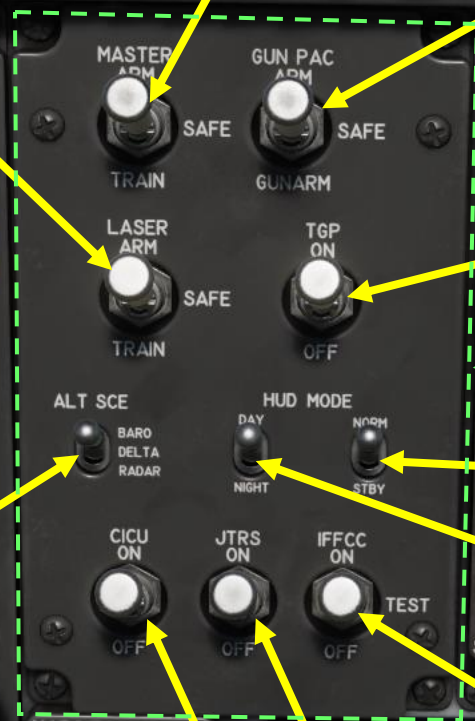 MASTER GUN PAC
ARM ARM
SAFE SAFE
TRAIN GUNARM
LASER TGP
ARM ON
SAFE
TRAIN OFF
ALT SCE HUD MODE
DAY NORM
BARO
DELTA
RADAR
NIGHT STBY
CICU JTRS IFFCC
ON ON ON
TEST
OFF OFF OFF